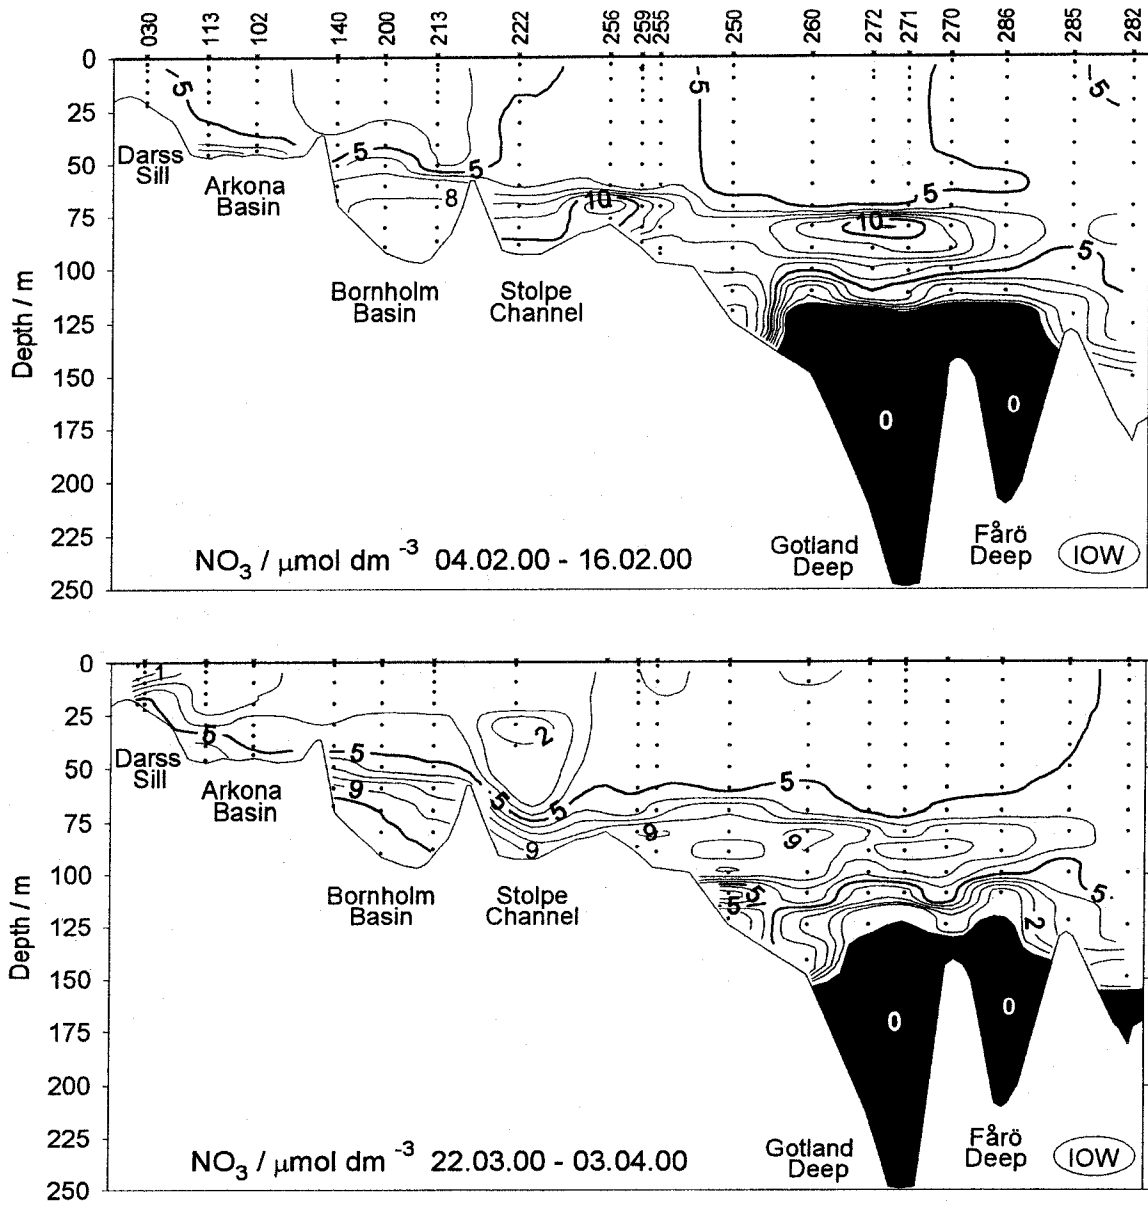 030 113 102 140 200 213 222 256 259 255 250 260 272 271 270 286 285 282
0
25
50
75
100
125
150
175
200
225
250
Depth / m
5
5
5
5
5
5
5
5
8
10
10
Darss
Sill
Arkona
Basin
Bornholm
Basin
Stolpe
Channel
0
0
Gotland
Deep
Fårö
Deep
IOW
NO3 / μmol dm -3 04.02.00 - 16.02.00
0
25
50
75
100
125
150
175
200
225
250
Depth / m
1
5
5
5
5
5
5
5
5
2
9
9
9
9
2
Darss
Sill
Arkona
Basin
Bornholm
Basin
Stolpe
Channel
0
0
Gotland
Deep
Fårö
Deep
IOW
NO3 / μmol dm -3 22.03.00 - 03.04.00